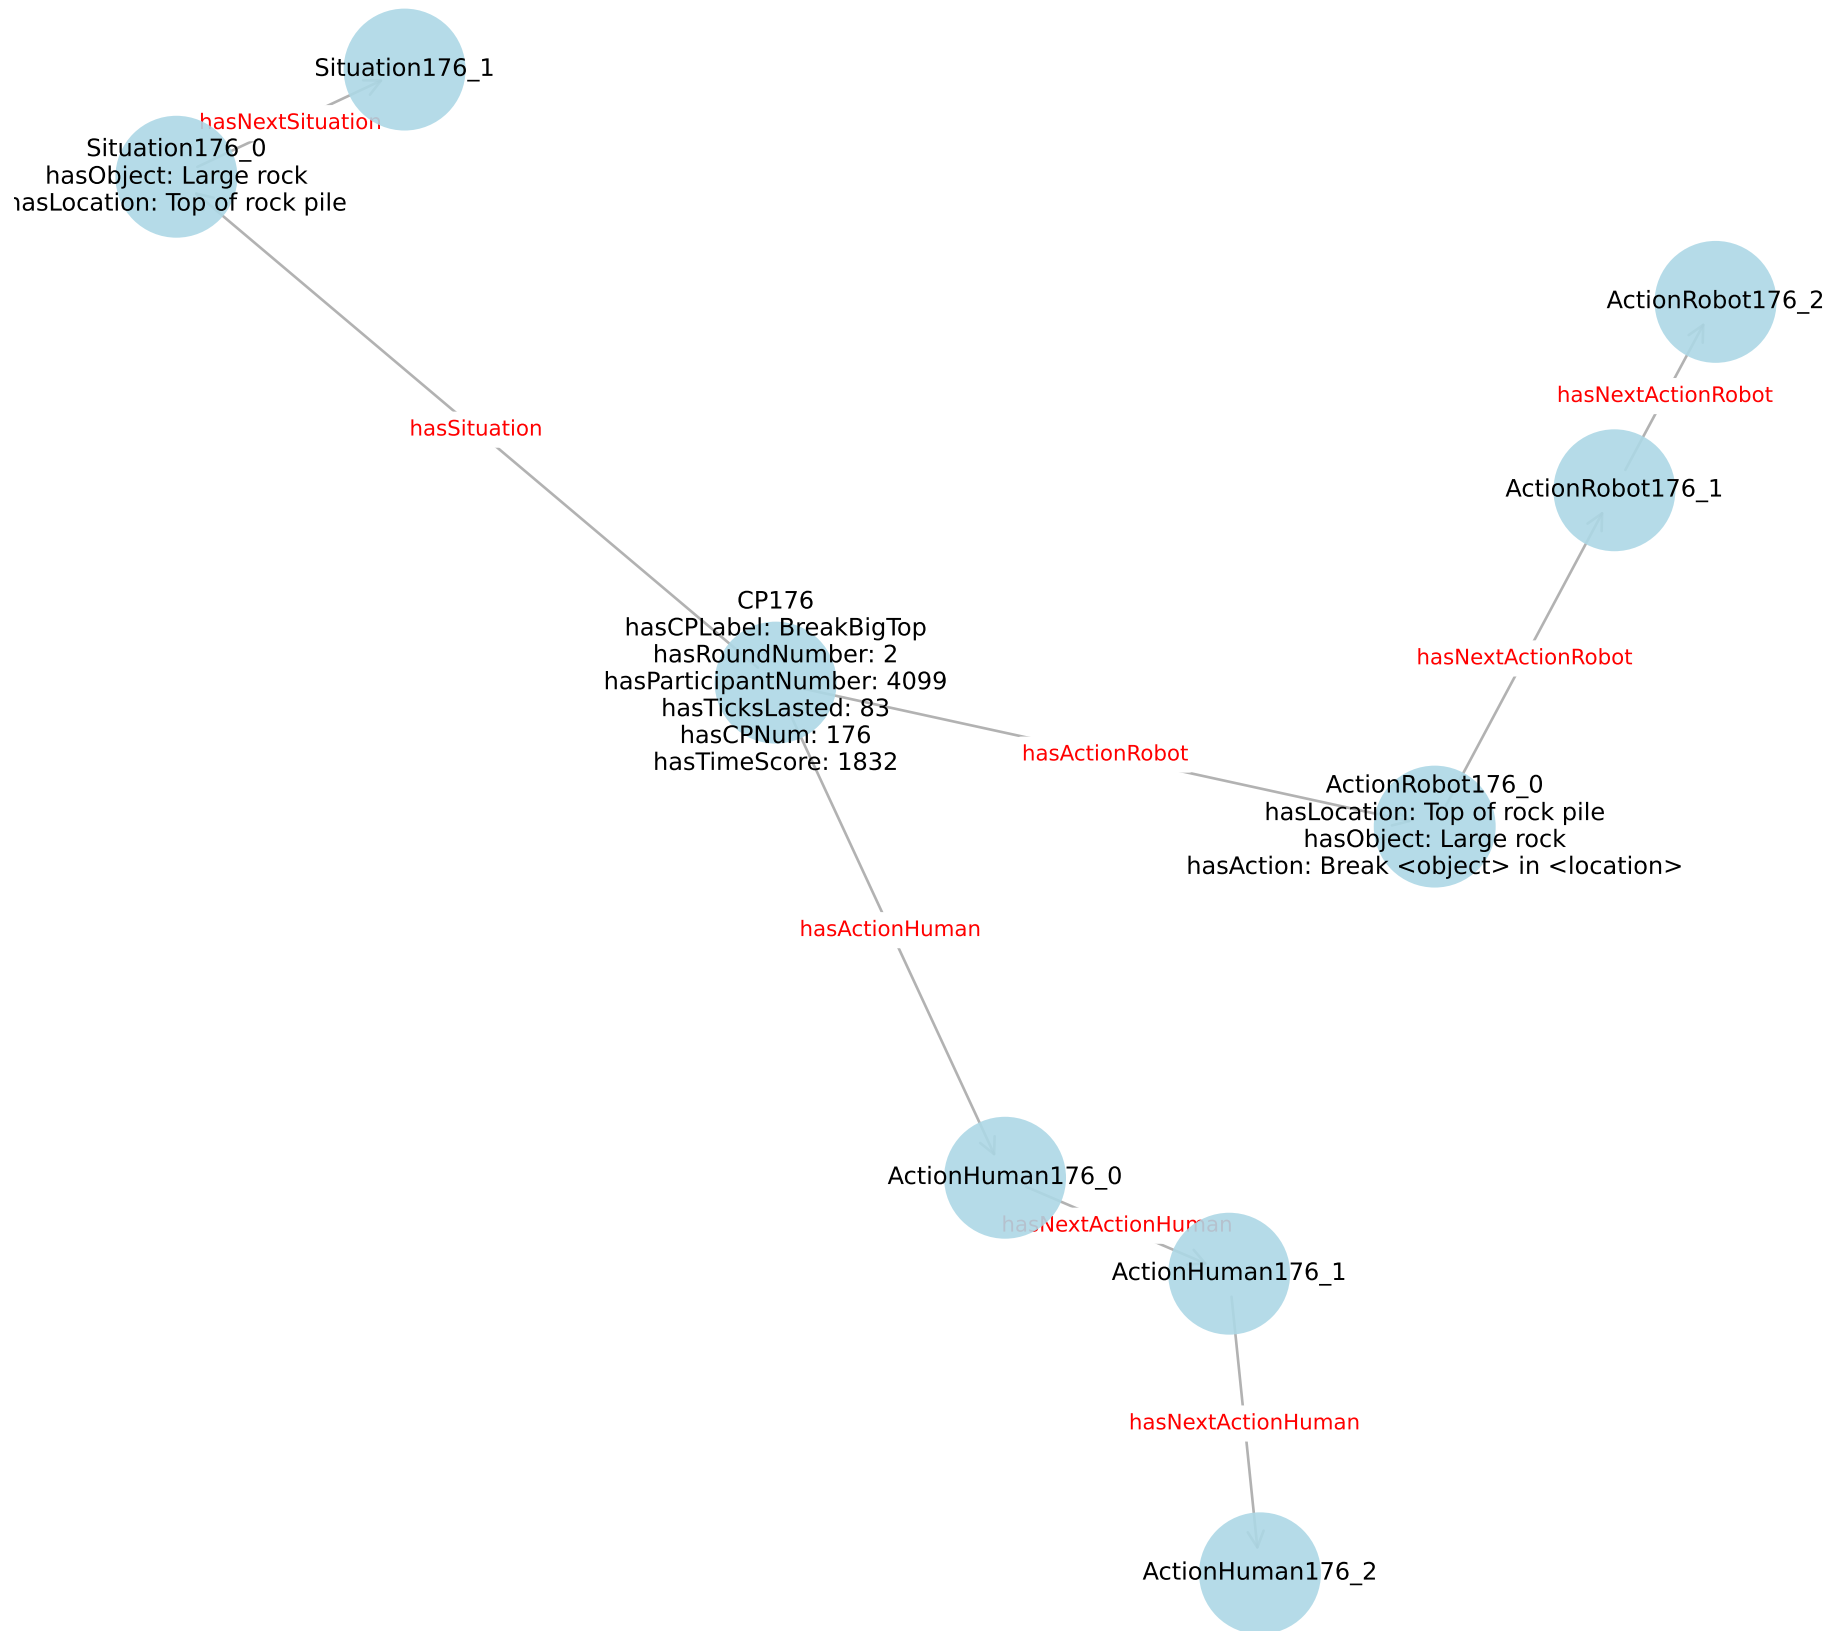 Situation176_1
hasNextSituation
Situation176_0
hasObject: Large rock
hasLocation: Top of rock pile
ActionRobot176_2
hasNextActionRobot
hasSituation
ActionRobot176_1
CP176
hasCPLabel: BreakBigTop
hasRoundNumber: 2
hasParticipantNumber: 4099
hasTicksLasted: 83
hasCPNum: 176
hasTimeScore: 1832
hasNextActionRobot
hasActionRobot
ActionRobot176_0
hasLocation: Top of rock pile
hasObject: Large rock
hasAction: Break <object> in <location>
hasActionHuman
ActionHuman176_0
hasNextActionHuman
ActionHuman176_1
hasNextActionHuman
ActionHuman176_2